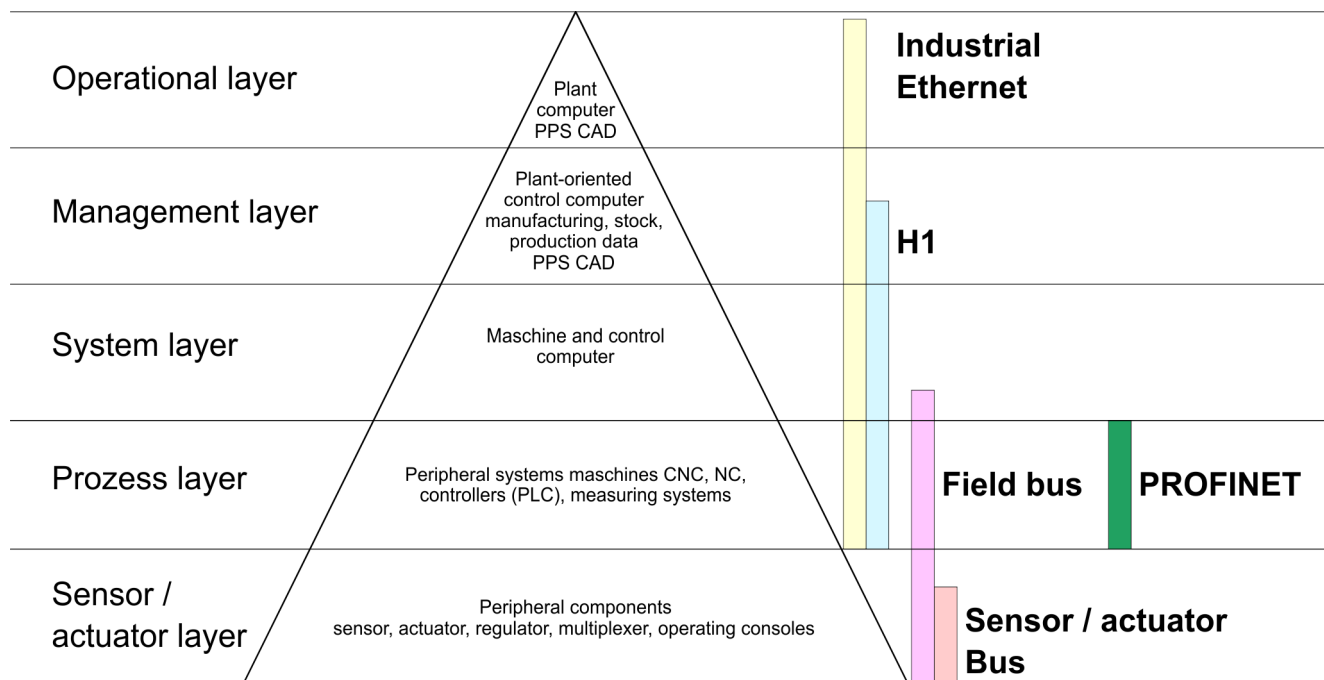 Operational layer
Plant
computer
PPS CAD
Industrial
Ethernet
Management layer
Plant-oriented
control computer
manufacturing, stock,
production data
PPS CAD
H1
System layer
Maschine and control
computer
Prozess layer
Peripheral systems maschines CNC, NC,
controllers (PLC), measuring systems
Field bus
PROFINET
Sensor /
actuator layer
Peripheral components
sensor, actuator, regulator, multiplexer, operating consoles
Sensor / actuator
Bus